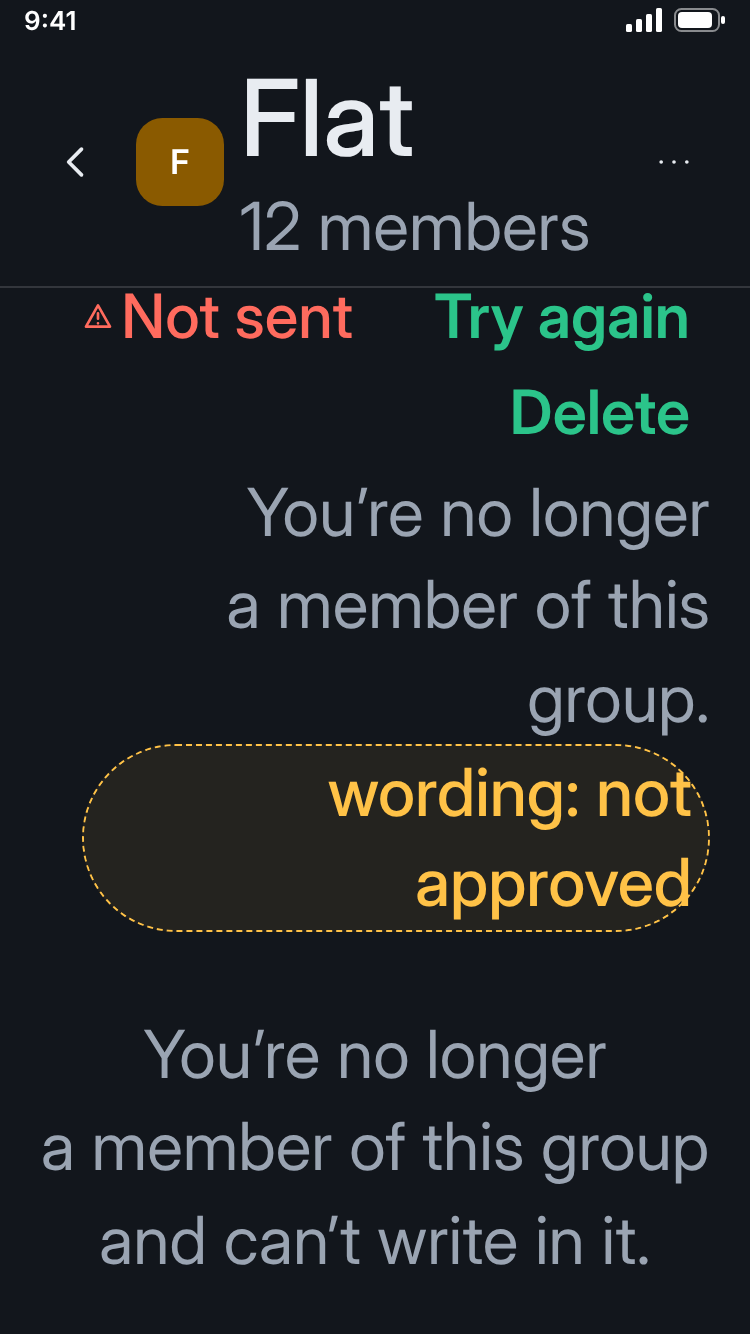 9:41
Flat
F
12 members
Not sent Try again
Delete
You’re no longer
a member of this
group.
wording: not
approved
You’re no longer
a member of this group
and can’t write in it.